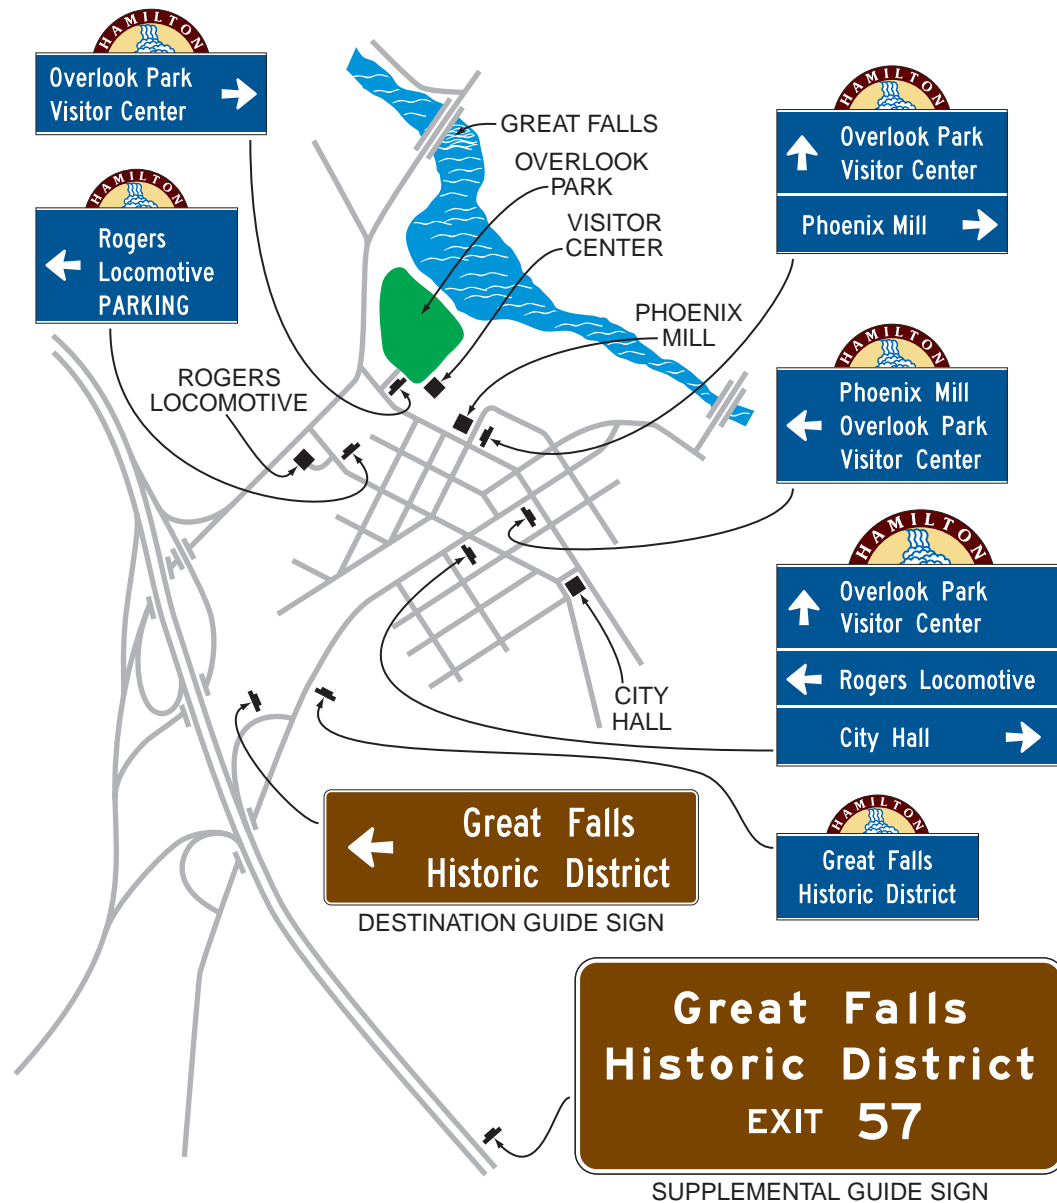 HAMILTON
Overlook Park
Visitor Center
HAMILTON
Rogers
Locomotive
PARKING
GREAT FALLS
OVERLOOK
PARK
VISITOR
CENTER
PHOENIX
MILL
ROGERS
LOCOMOTIVE
CITY
HALL
HAMILTON
Overlook Park
Visitor Center
Phoenix Mill
HAMILTON
Phoenix Mill
Overlook Park
Visitor Center
HAMILTON
Overlook Park
Visitor Center
Rogers Locomotive
City Hall
HAMILTON
Great Falls
Historic District
Great Falls
Historic District
DESTINATION GUIDE SIGN
Great Falls
Historic District
EXIT 57
SUPPLEMENTAL GUIDE SIGN